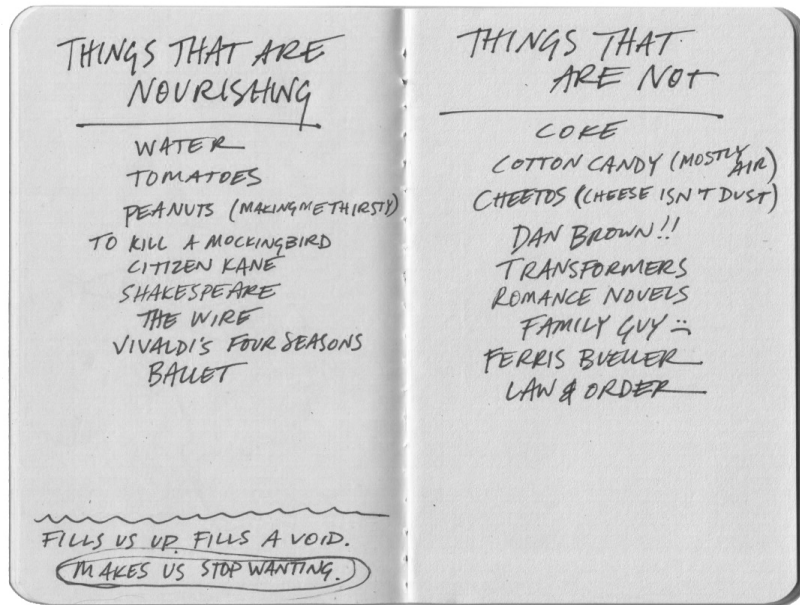 THINGS THAT ARE
NOURISHING
WATER
TOMATOES
PEANUTS (MAKING ME THIRSTY)
TO KILL A MOCKINGBIRD
CITIZEN KANE
SHAKESPEARE
THE WIRE
VIVALDI'S FOUR SEASONS
BALLET
FILLS US UP. FILLS A VOID.
MAKES US STOP WANTING.
THINGS THAT
ARE NOT
COKE
COTTON CANDY (MOSTLY AIR)
CHEETOS (CHEESE ISN'T DUST)
DAN BROWN!!
TRANSFORMERS
ROMANCE NOVELS
FAMILY GUY :(
FERRIS BUELLER
LAW & ORDER